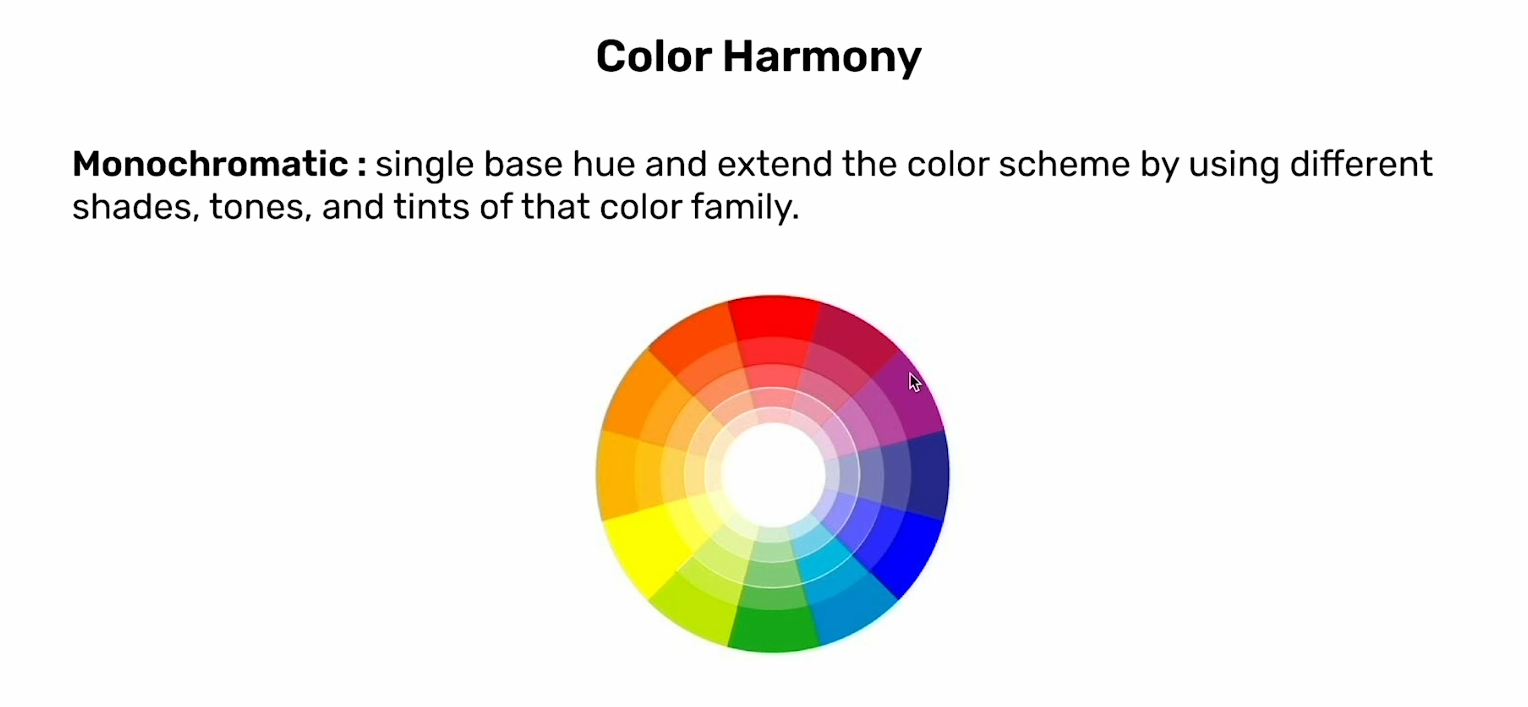 Color Harmony
Monochromatic : single base hue and extend the color scheme by using different
shades, tones, and tints of that color family.